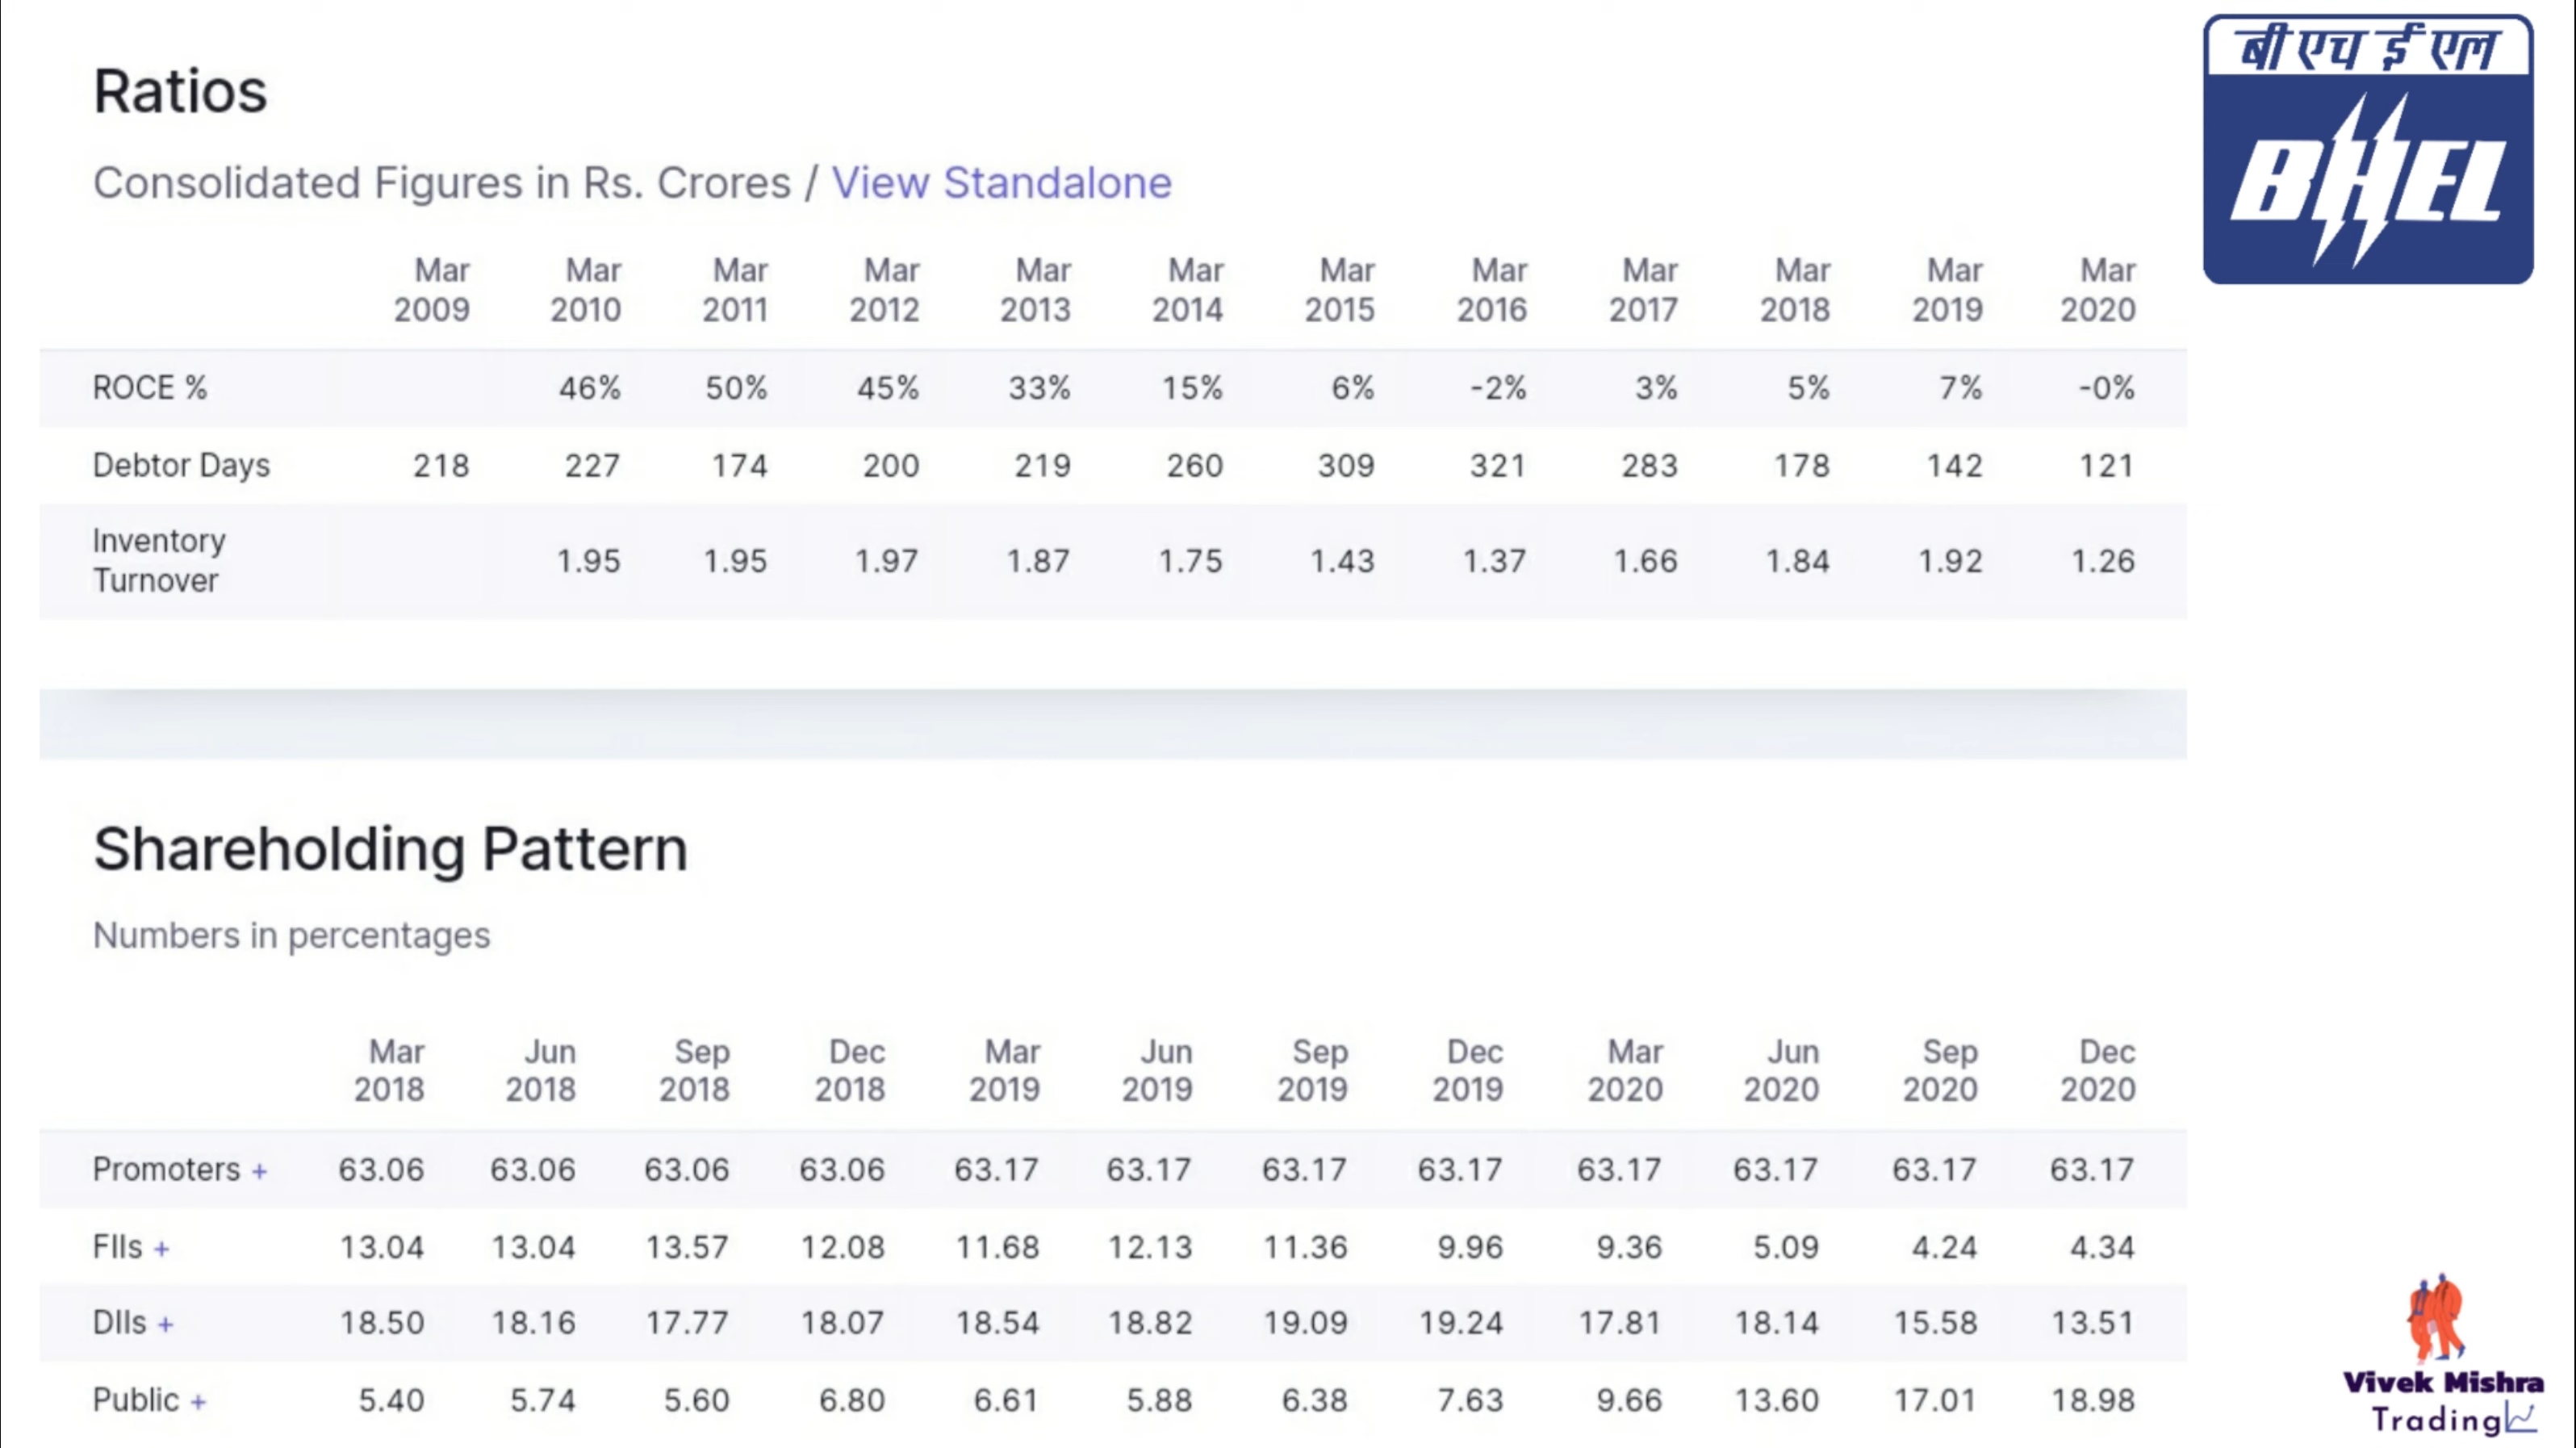 बी एच ई एल
BHEL
Ratios
Consolidated Figures in Rs. Crores / View Standalone
Mar 2009 Mar 2010 Mar 2011 Mar 2012 Mar 2013 Mar 2014 Mar 2015 Mar 2016 Mar 2017 Mar 2018 Mar 2019 Mar 2020
ROCE % 46% 50% 45% 33% 15% 6% -2% 3% 5% 7% -0%
Debtor Days 218 227 174 200 219 260 309 321 283 178 142 121
Inventory Turnover 1.95 1.95 1.97 1.87 1.75 1.43 1.37 1.66 1.84 1.92 1.26
Shareholding Pattern
Numbers in percentages
Mar 2018 Jun 2018 Sep 2018 Dec 2018 Mar 2019 Jun 2019 Sep 2019 Dec 2019 Mar 2020 Jun 2020 Sep 2020 Dec 2020
Promoters + 63.06 63.06 63.06 63.06 63.17 63.17 63.17 63.17 63.17 63.17 63.17 63.17
FIIs + 13.04 13.04 13.57 12.08 11.68 12.13 11.36 9.96 9.36 5.09 4.24 4.34
DIIs + 18.50 18.16 17.77 18.07 18.54 18.82 19.09 19.24 17.81 18.14 15.58 13.51
Public + 5.40 5.74 5.60 6.80 6.61 5.88 6.38 7.63 9.66 13.60 17.01 18.98
Vivek Mishra
Trading